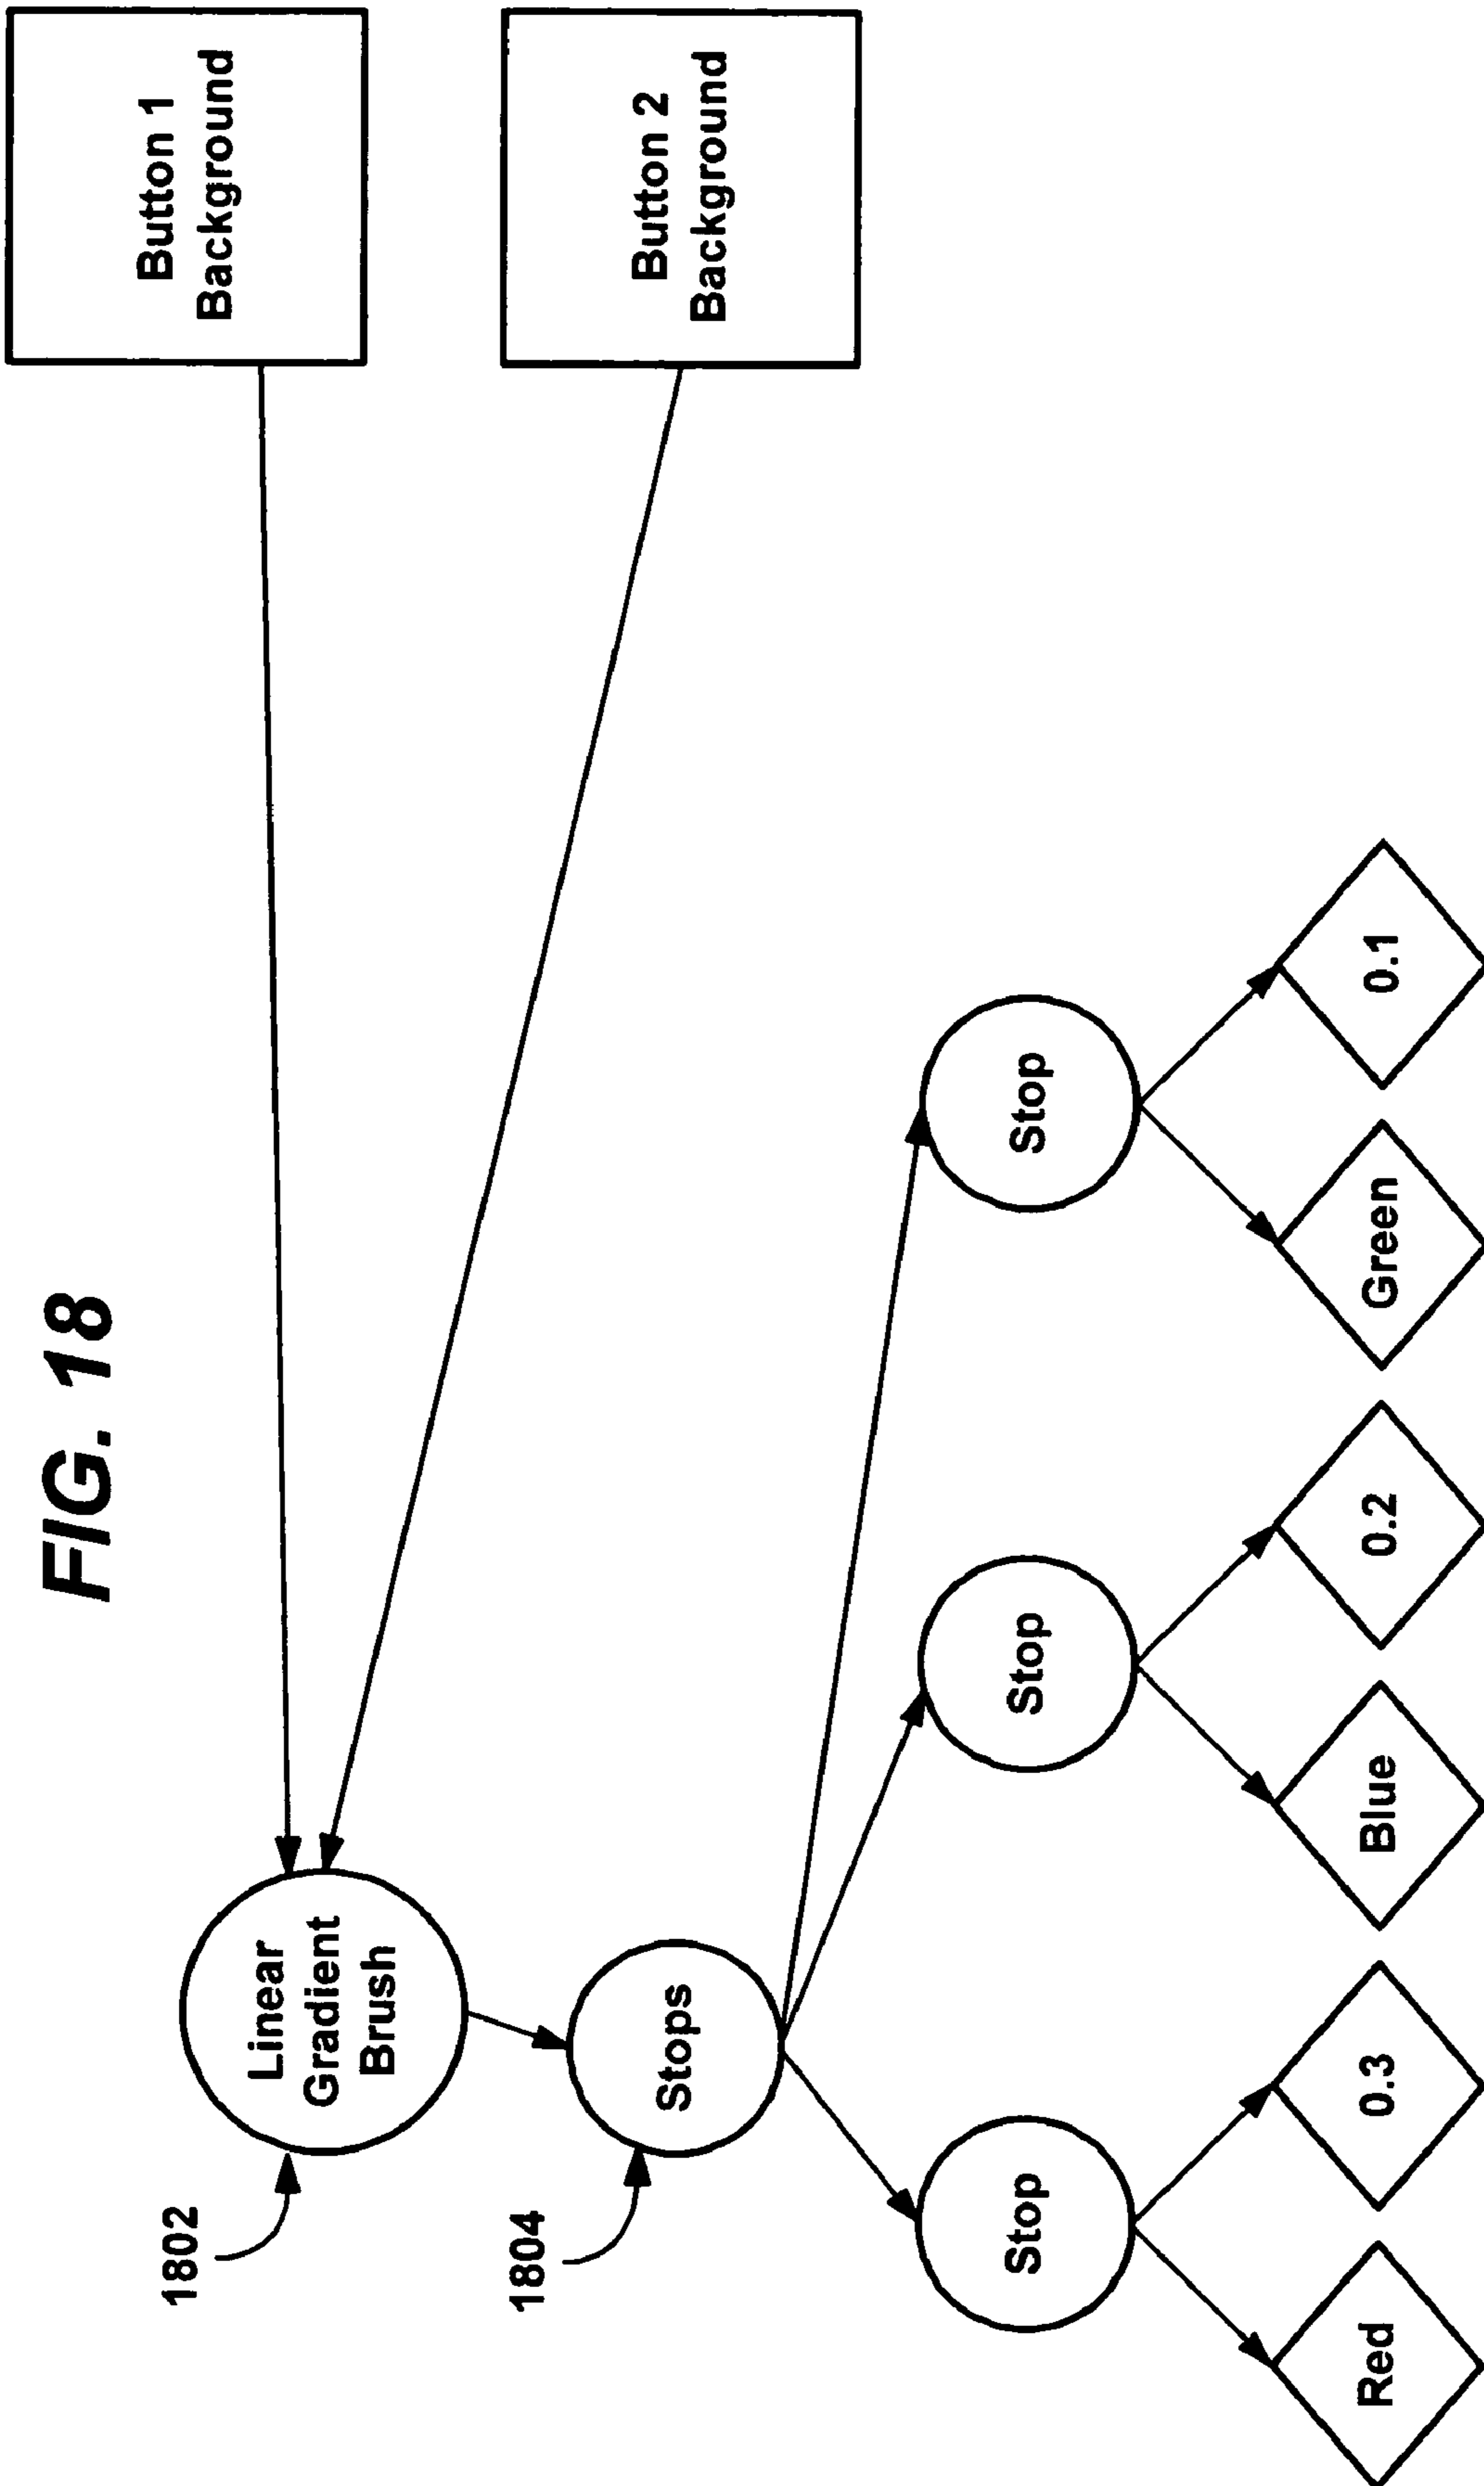 FIG. 18
1802
Linear
Gradient
Brush
Button 1
Background
1804
Stops
Button 2
Background
Stop
Stop
Stop
Red
0.3
Blue
0.2
Green
0.1